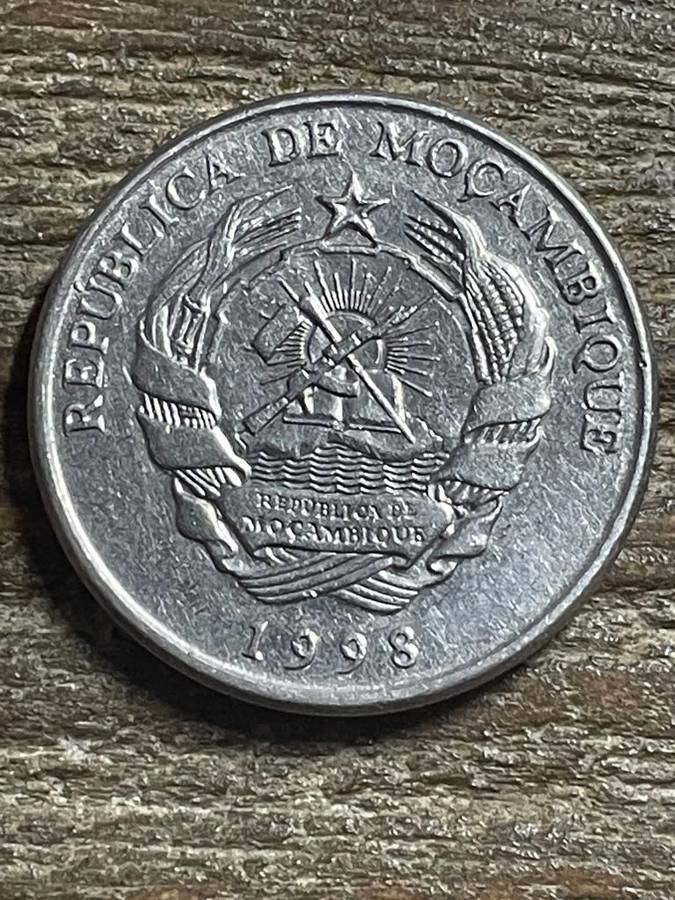 REPÚBLICA DE MOÇAMBIQUE
REPUBLICA DE
MOÇAMBIQUE
1998